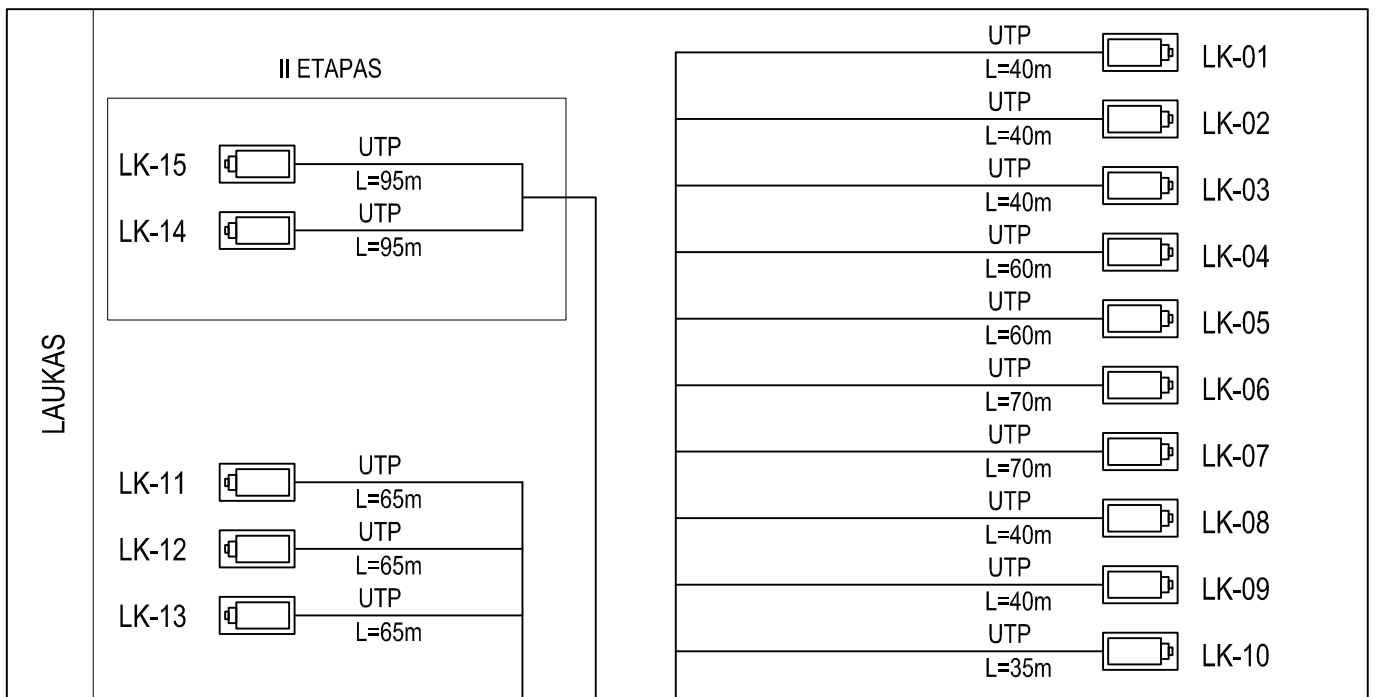 LAUKAS
II ETAPAS
LK-15
UTP
L=95m
LK-14
UTP
L=95m
LK-11
UTP
L=65m
LK-12
UTP
L=65m
LK-13
UTP
L=65m
UTP
L=40m
LK-01
UTP
L=40m
LK-02
UTP
L=40m
LK-03
UTP
L=60m
LK-04
UTP
L=60m
LK-05
UTP
L=70m
LK-06
UTP
L=70m
LK-07
UTP
L=40m
LK-08
UTP
L=40m
LK-09
UTP
L=35m
LK-10